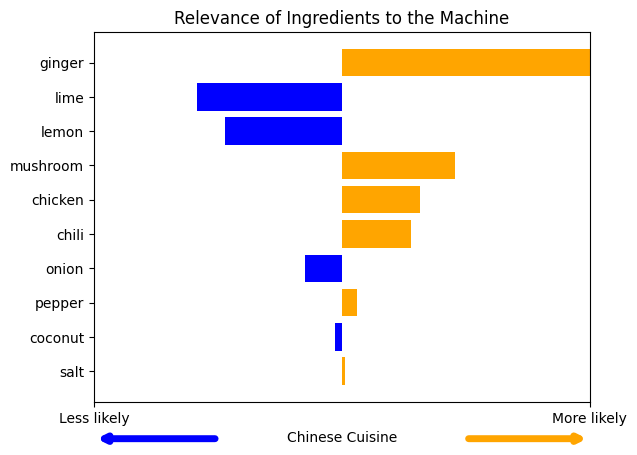 Relevance of Ingredients to the Machine
ginger
lime
lemon
mushroom
chicken
chili
onion
pepper
coconut
salt
Less likely
More likely
Chinese Cuisine